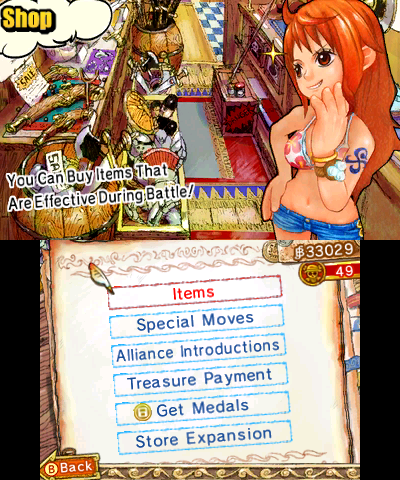 Shop
SALE
You Can Buy Items That
Are Effective During Battle!
฿33029
49
Items
Special Moves
Alliance Introductions
Treasure Payment
Get Medals
Store Expansion
B Back